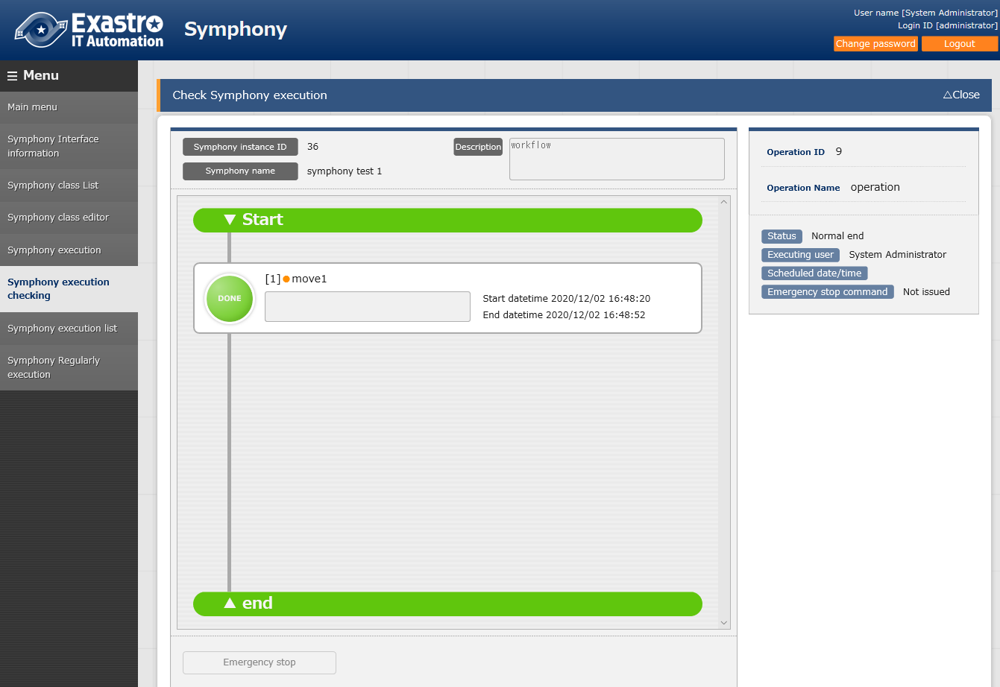 Exastro
IT Automation
Symphony
User name [System Administrator]
Login ID [administrator]
Change password
Logout
☰ Menu
Main menu
Symphony Interface
information
Symphony class List
Symphony class editor
Symphony execution
Symphony execution
checking
Symphony execution list
Symphony Regularly
execution
Check Symphony execution
△Close
Symphony instance ID 36
Symphony name symphony test 1
Description workflow
▼ Start
DONE
[1]●move1
Start datetime 2020/12/02 16:48:20
End datetime 2020/12/02 16:48:52
▲ end
Emergency stop
Operation ID 9
Operation Name operation
Status Normal end
Executing user System Administrator
Scheduled date/time
Emergency stop command Not issued